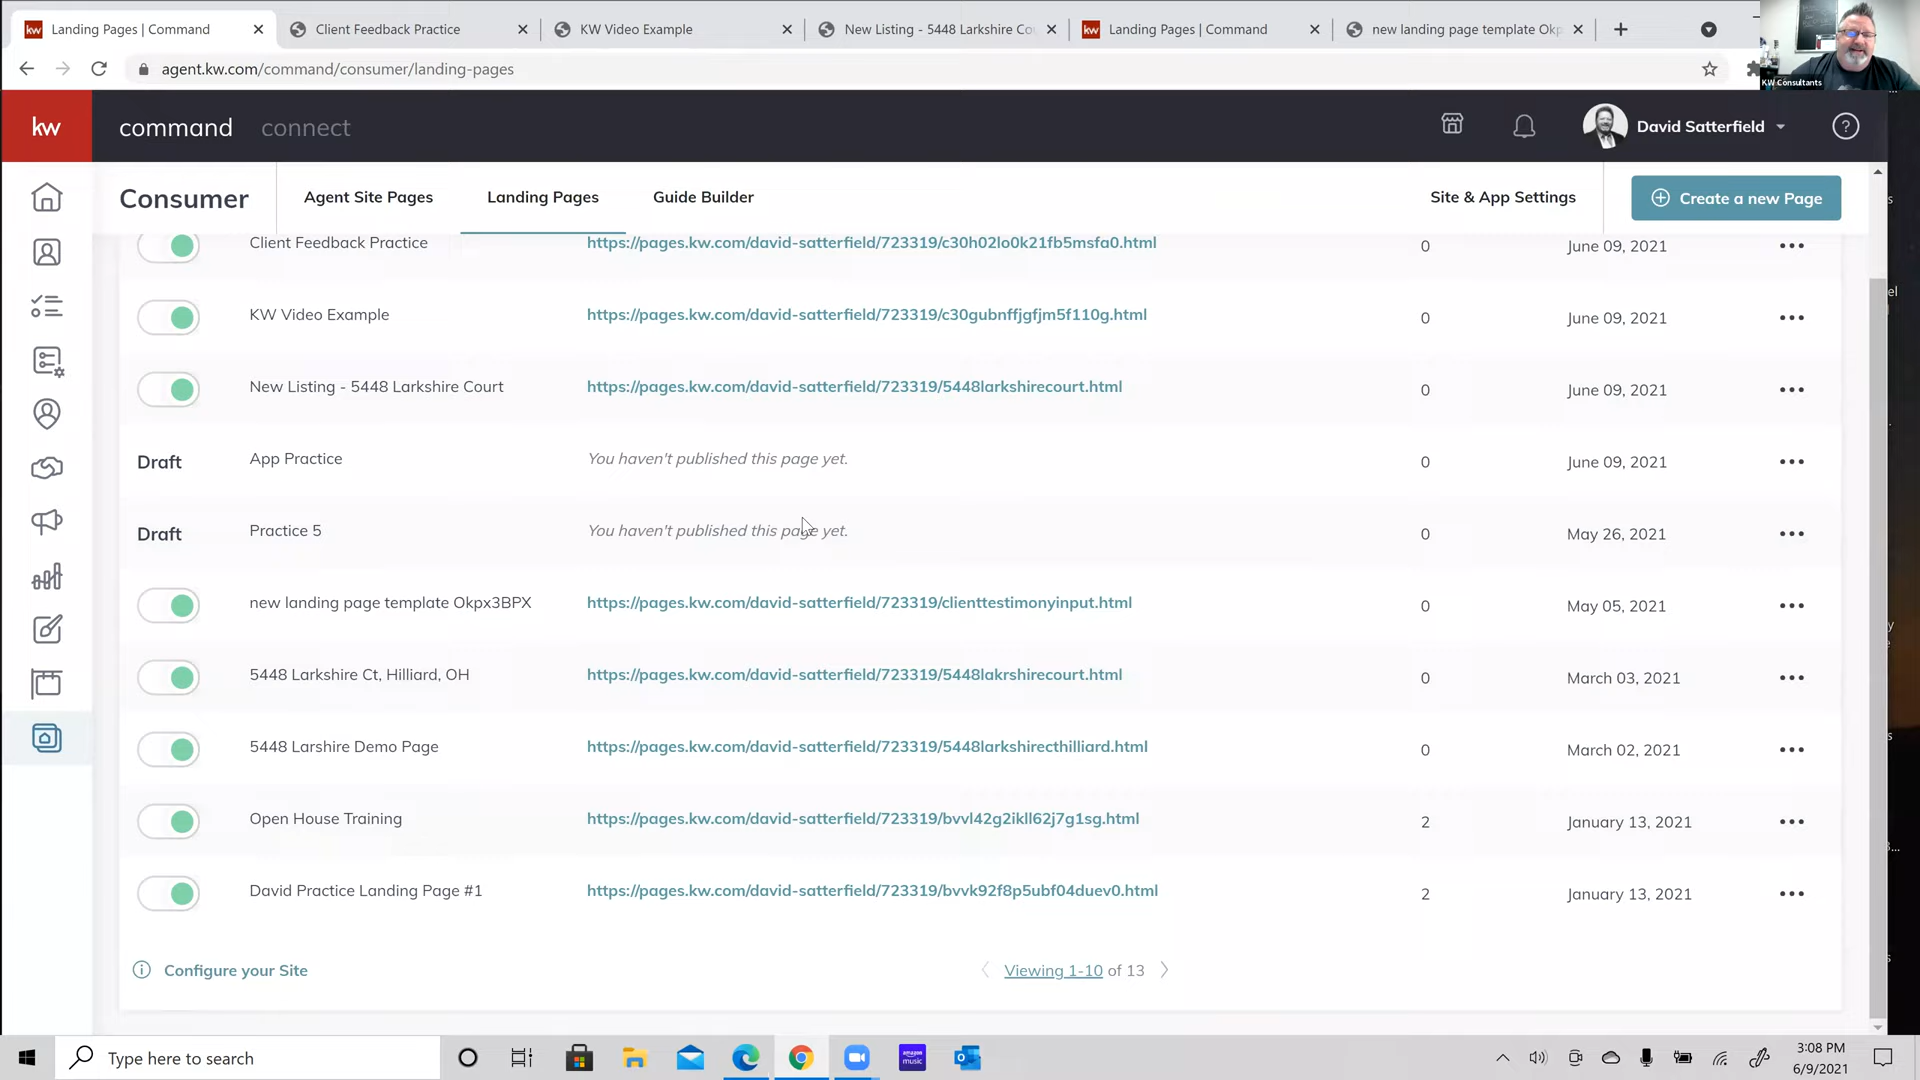 Landing Pages | Command
Client Feedback Practice
KW Video Example
New Listing - 5448 Larkshire Co
Landing Pages | Command
new landing page template Okp
agent.kw.com/command/consumer/landing-pages
KW Consultants
kw
command connect
David Satterfield
Consumer
Agent Site Pages
Landing Pages
Guide Builder
Site & App Settings
Create a new Page
Client Feedback Practice https://pages.kw.com/david-satterfield/723319/c30h02lo0k21fb5msfa0.html 0 June 09, 2021
KW Video Example https://pages.kw.com/david-satterfield/723319/c30gubnffjgfjm5f110g.html 0 June 09, 2021
New Listing - 5448 Larkshire Court https://pages.kw.com/david-satterfield/723319/5448larkshirecourt.html 0 June 09, 2021
Draft App Practice You haven't published this page yet. 0 June 09, 2021
Draft Practice 5 You haven't published this page yet. 0 May 26, 2021
new landing page template Okpx3BPX https://pages.kw.com/david-satterfield/723319/clienttestimonyinput.html 0 May 05, 2021
5448 Larkshire Ct, Hilliard, OH https://pages.kw.com/david-satterfield/723319/5448lakrshirecourt.html 0 March 03, 2021
5448 Larshire Demo Page https://pages.kw.com/david-satterfield/723319/5448larkshirecthilliard.html 0 March 02, 2021
Open House Training https://pages.kw.com/david-satterfield/723319/bvvl42g2ikll62j7g1sg.html 2 January 13, 2021
David Practice Landing Page #1 https://pages.kw.com/david-satterfield/723319/bvvk92f8p5ubf04duev0.html 2 January 13, 2021
Configure your Site
Viewing 1-10 of 13
Type here to search
amazon music
3:08 PM
6/9/2021